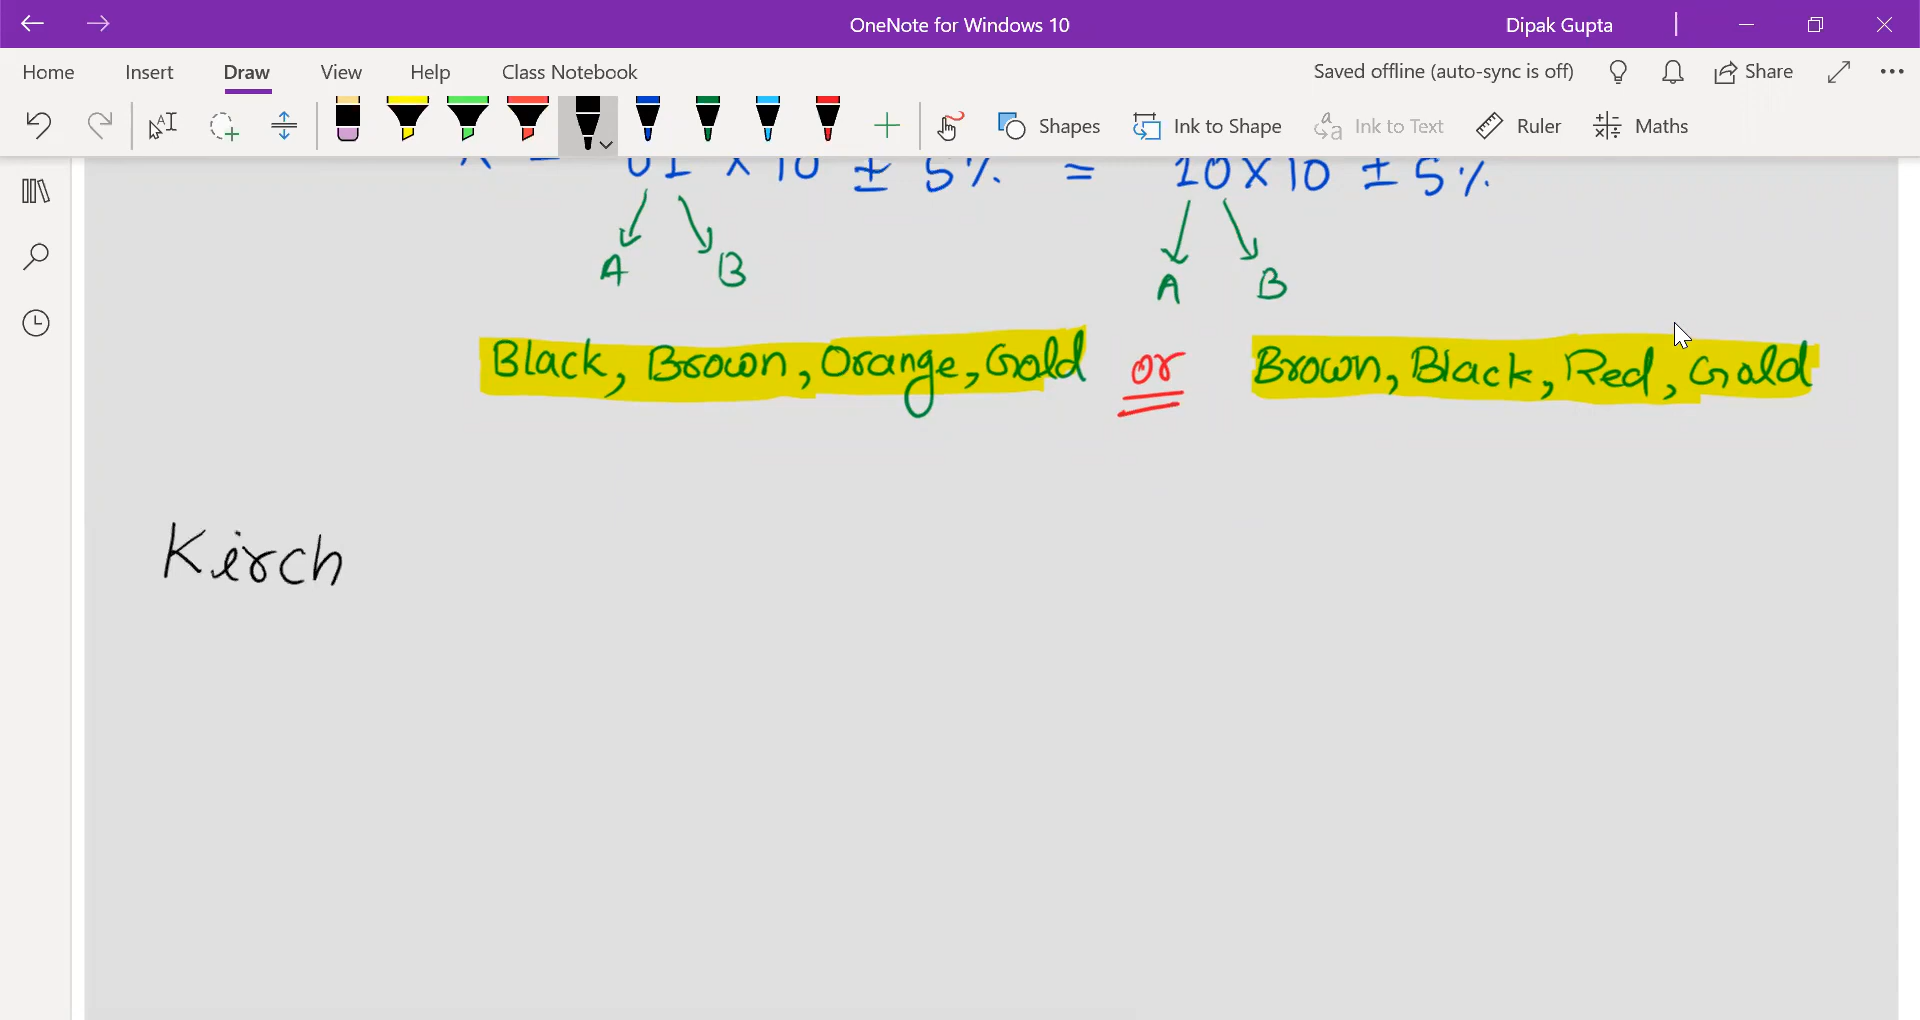 OneNote for Windows 10
Dipak Gupta
Home Insert Draw View Help Class Notebook
Saved offline (auto-sync is off) Share
Shapes Ink to Shape Ink to Text Ruler Maths
01 × 10 ± 5% = 10 × 10 ± 5%
A B A B
Black, Brown, Orange, Gold or Brown, Black, Red, Gold
Kirch